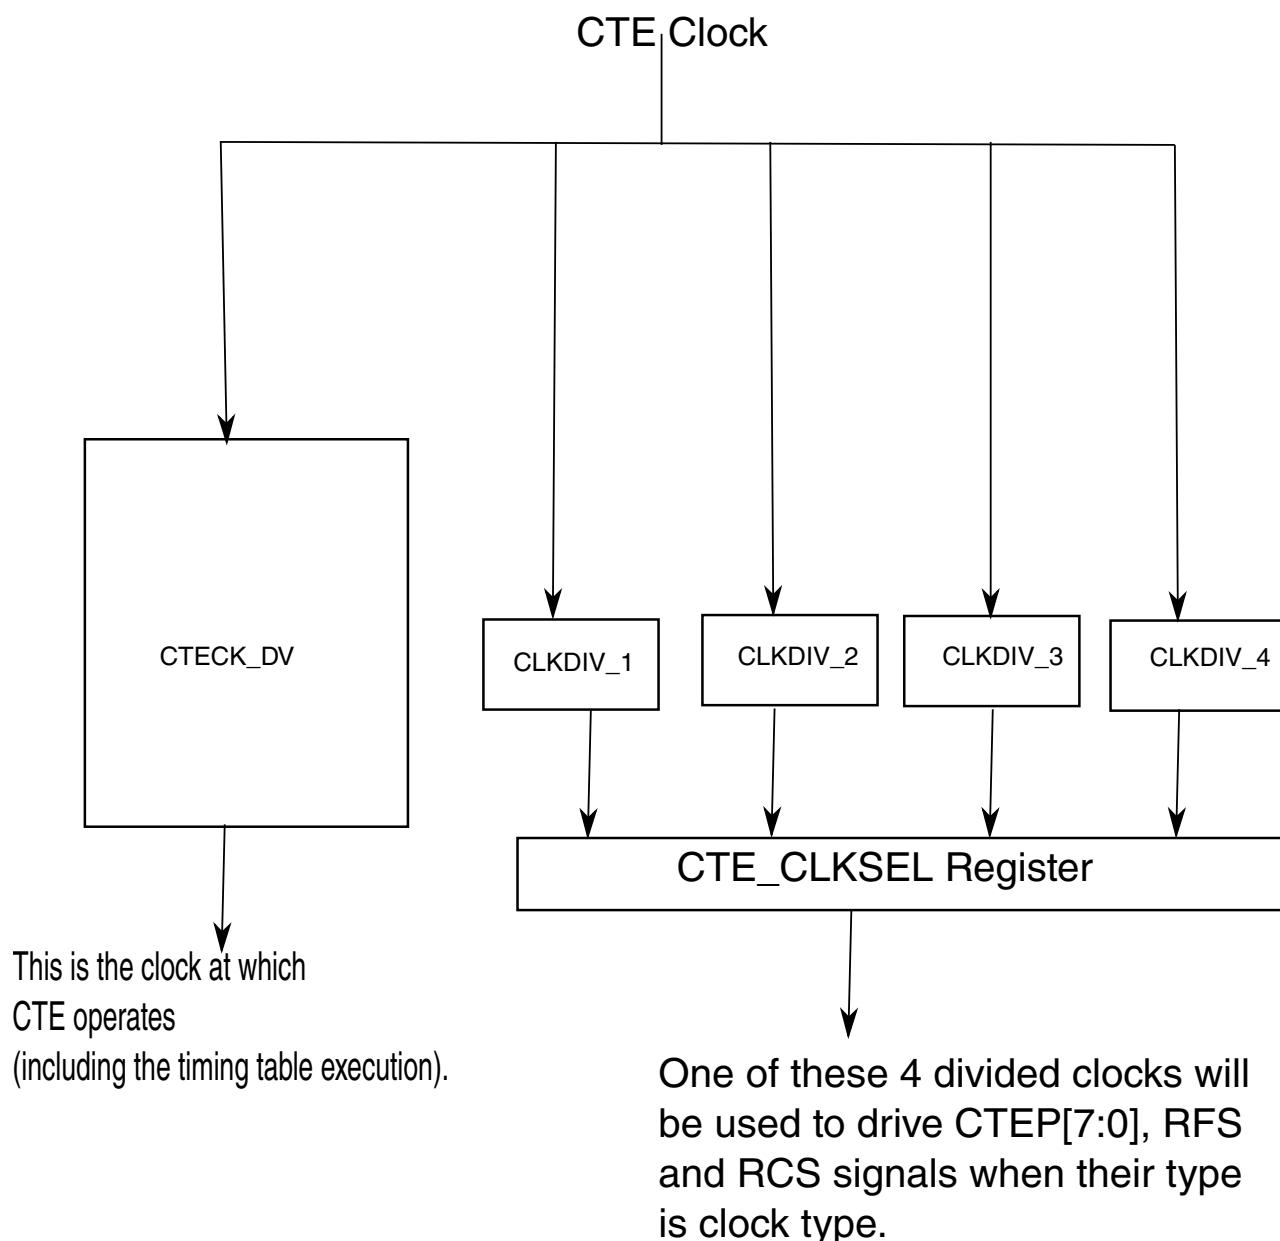 CTE Clock
CTECK_DV
CLKDIV_1
CLKDIV_2
CLKDIV_3
CLKDIV_4
CTE_CLKSEL Register
This is the clock at which
CTE operates
(including the timing table execution).
One of these 4 divided clocks will
be used to drive CTEP[7:0], RFS
and RCS signals when their type
is clock type.